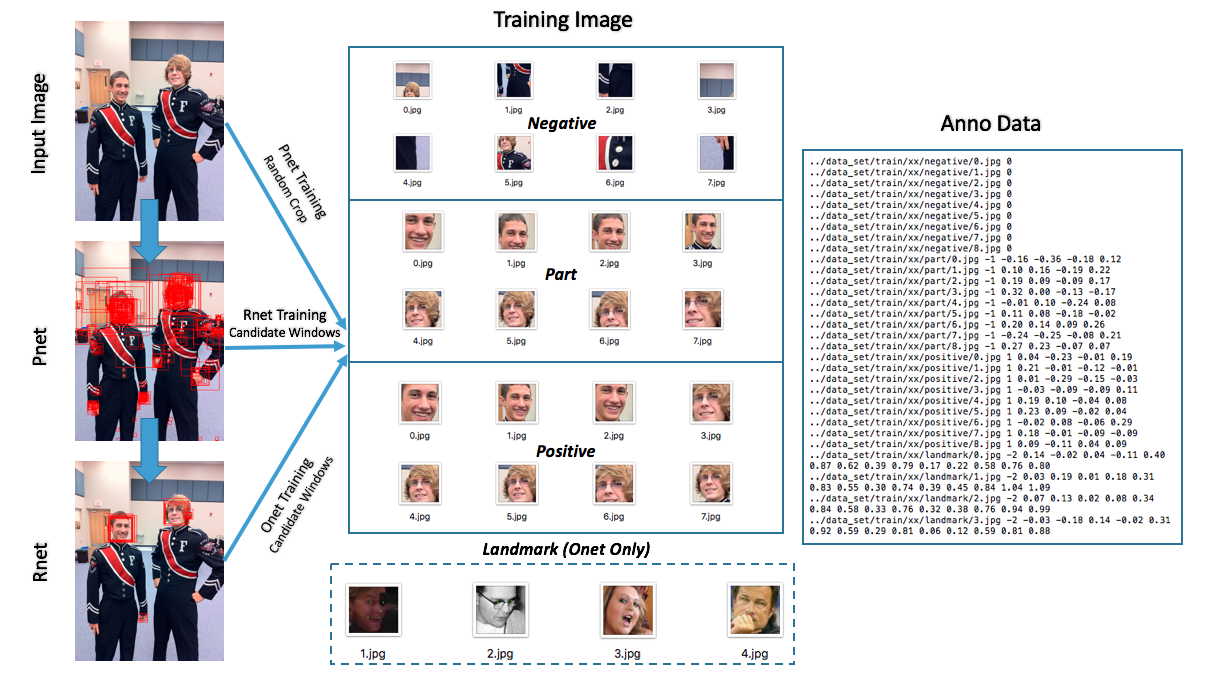 Training Image
Input Image
Pnet
Rnet
Pnet Training
Random Crop
Rnet Training
Candidate Windows
Onet Training
Candidate Windows
0.jpg
1.jpg
2.jpg
3.jpg
Negative
4.jpg
5.jpg
6.jpg
7.jpg
0.jpg
1.jpg
2.jpg
3.jpg
Part
4.jpg
5.jpg
6.jpg
7.jpg
0.jpg
1.jpg
2.jpg
3.jpg
Positive
4.jpg
5.jpg
6.jpg
7.jpg
Landmark (Onet Only)
1.jpg
2.jpg
3.jpg
4.jpg
F
F
F
F
F
F
Anno Data
../data_set/train/xx/negative/0.jpg 0
../data_set/train/xx/negative/1.jpg 0
../data_set/train/xx/negative/2.jpg 0
../data_set/train/xx/negative/3.jpg 0
../data_set/train/xx/negative/4.jpg 0
../data_set/train/xx/negative/5.jpg 0
../data_set/train/xx/negative/6.jpg 0
../data_set/train/xx/negative/7.jpg 0
../data_set/train/xx/negative/8.jpg 0
../data_set/train/xx/part/0.jpg -1 -0.16 -0.36 -0.18 0.12
../data_set/train/xx/part/1.jpg -1 0.10 0.16 -0.19 0.22
../data_set/train/xx/part/2.jpg -1 0.19 0.09 -0.09 0.17
../data_set/train/xx/part/3.jpg -1 0.32 0.00 -0.13 -0.17
../data_set/train/xx/part/4.jpg -1 -0.01 0.10 -0.24 0.08
../data_set/train/xx/part/5.jpg -1 0.11 0.08 -0.18 -0.02
../data_set/train/xx/part/6.jpg -1 0.20 0.14 0.09 0.26
../data_set/train/xx/part/7.jpg -1 -0.24 -0.25 -0.08 0.21
../data_set/train/xx/part/8.jpg -1 0.27 0.23 -0.07 0.07
../data_set/train/xx/positive/0.jpg 1 0.04 -0.23 -0.01 0.19
../data_set/train/xx/positive/1.jpg 1 0.21 -0.01 -0.12 -0.01
../data_set/train/xx/positive/2.jpg 1 0.01 -0.29 -0.15 -0.03
../data_set/train/xx/positive/3.jpg 1 -0.03 -0.09 -0.09 0.11
../data_set/train/xx/positive/4.jpg 1 0.19 0.10 -0.04 0.08
../data_set/train/xx/positive/5.jpg 1 0.23 0.09 -0.02 0.04
../data_set/train/xx/positive/6.jpg 1 -0.02 0.08 -0.06 0.29
../data_set/train/xx/positive/7.jpg 1 0.18 -0.01 -0.09 -0.09
../data_set/train/xx/positive/8.jpg 1 0.09 -0.11 0.04 0.09
../data_set/train/xx/landmark/0.jpg -2 0.14 -0.02 0.04 -0.11 0.40
0.87 0.62 0.39 0.79 0.17 0.22 0.58 0.76 0.80
../data_set/train/xx/landmark/1.jpg -2 0.03 0.19 0.01 0.18 0.31
0.83 0.55 0.30 0.74 0.39 0.45 0.84 1.04 1.09
../data_set/train/xx/landmark/2.jpg -2 0.07 0.13 0.02 0.08 0.34
0.84 0.58 0.33 0.76 0.32 0.38 0.76 0.94 0.99
../data_set/train/xx/landmark/3.jpg -2 -0.03 -0.18 0.14 -0.02 0.31
0.92 0.59 0.29 0.81 0.06 0.12 0.59 0.81 0.88